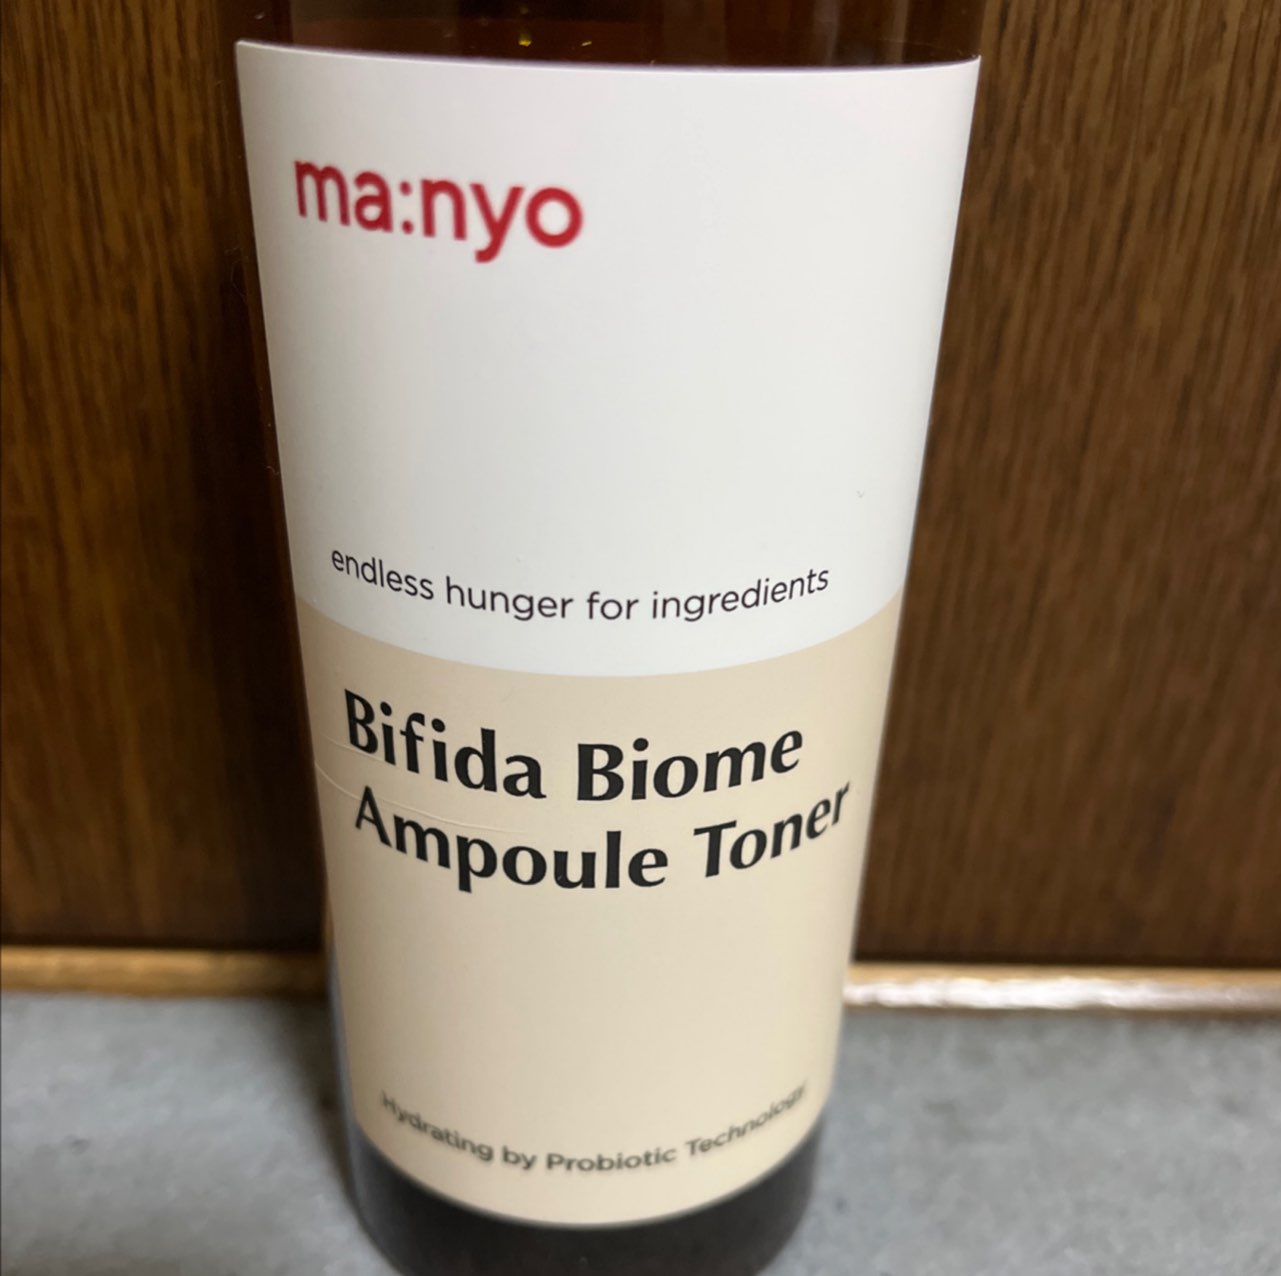 ma:nyo
endless hunger for ingredients
Bifida Biome
Ampoule Toner
Hydrating by Probiotic Technology